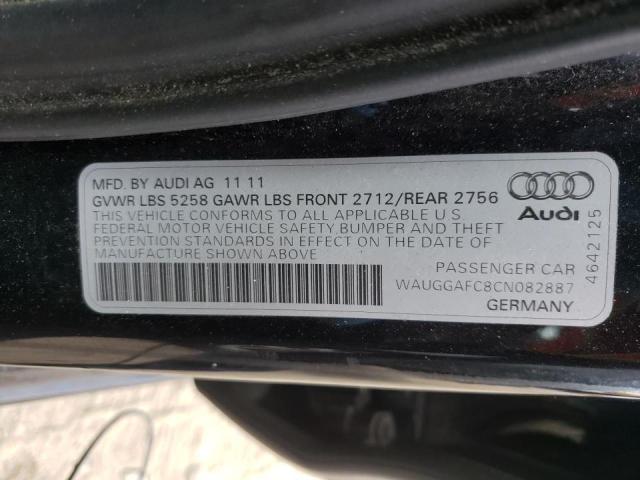 MFD. BY AUDI AG 11 11
GVWR LBS 5258 GAWR LBS FRONT 2712/REAR 2756
THIS VEHICLE CONFORMS TO ALL APPLICABLE U S
FEDERAL MOTOR VEHICLE SAFETY,BUMPER AND THEFT
PREVENTION STANDARDS IN EFFECT ON THE DATE OF
MANUFACTURE SHOWN ABOVE
Audi
4642125
PASSENGER CAR
WAUGGAFC8CN082887
GERMANY